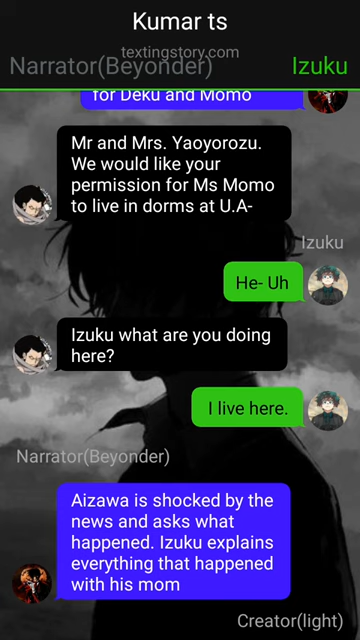 Kumar ts
textingstory.com
Narrator(Beyonder)
Izuku
for Deku and Momo
Mr and Mrs. Yaoyorozu.
We would like your
permission for Ms Momo
to live in dorms at U.A-
Izuku
He- Uh
Izuku what are you doing
here?
I live here.
Narrator(Beyonder)
Aizawa is shocked by the
news and asks what
happened. Izuku explains
everything that happened
with his mom
Creator(light)